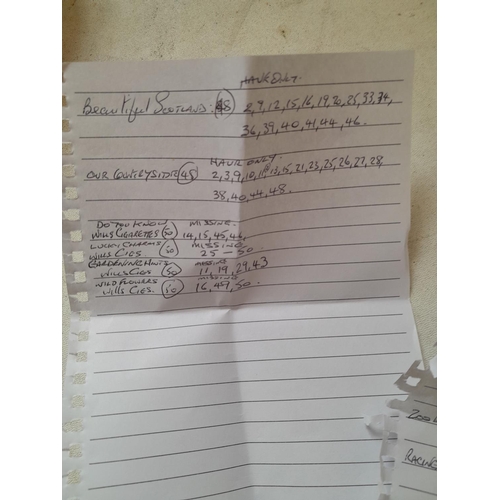 HAVE ONLY.
BEAUTIFUL SCOTLAND. 48 2,9,12,15,16,19,20,25,33,34,
36,39,40,41,44,46.
HAVE ONLY.
OUR COUNTRYSIDE 48 2,3,9,10,11,13,15,21,23,25,26,27,28,
38,40,44,48.
DO YOU KNOW MISSING.
WILLS CIGARETTES 50 14,15,45,46,
LUCKY CHARMS MISSING
WILLS CIGS 50 25 - 50.
GARDENING HINTS MISSING
WILLS CIGS 50 11, 19, 29, 43
WILD FLOWERS MISSING
WILLS CIGS. 50 16, 47, 50.
RACING